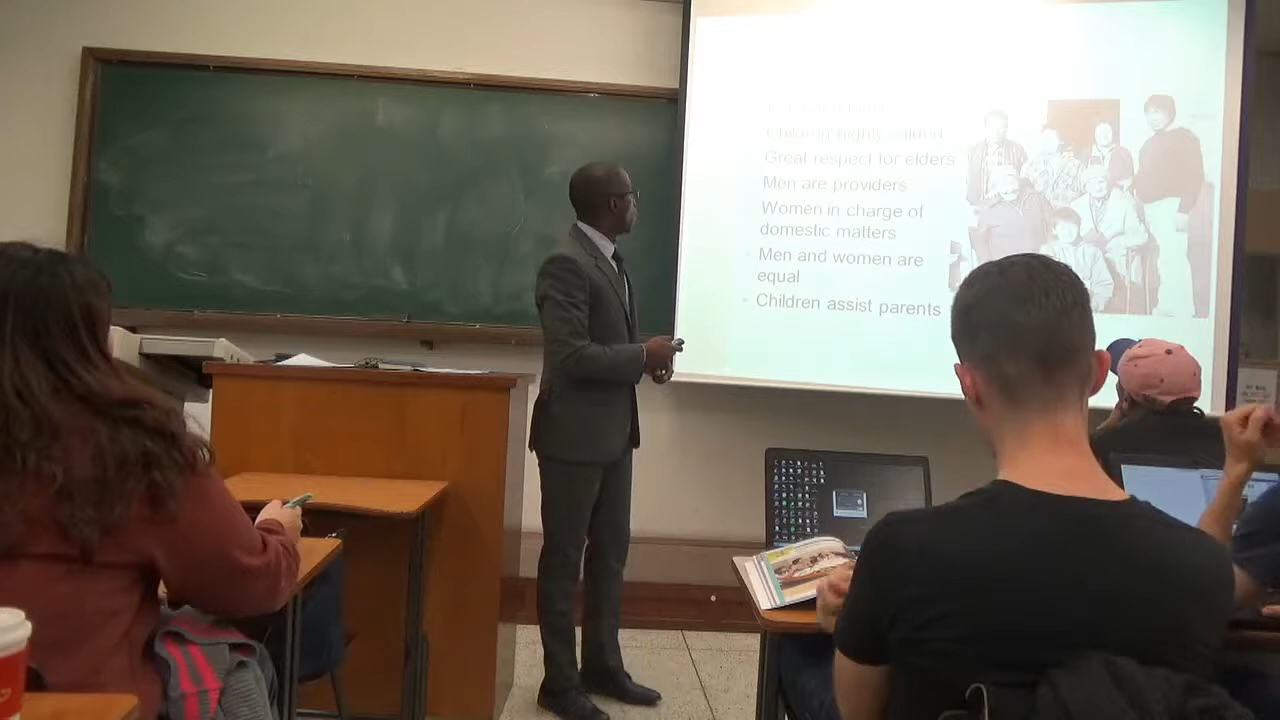 Children highly valued
Great respect for elders
Men are providers
Women in charge of
domestic matters
Men and women are
equal
Children assist parents